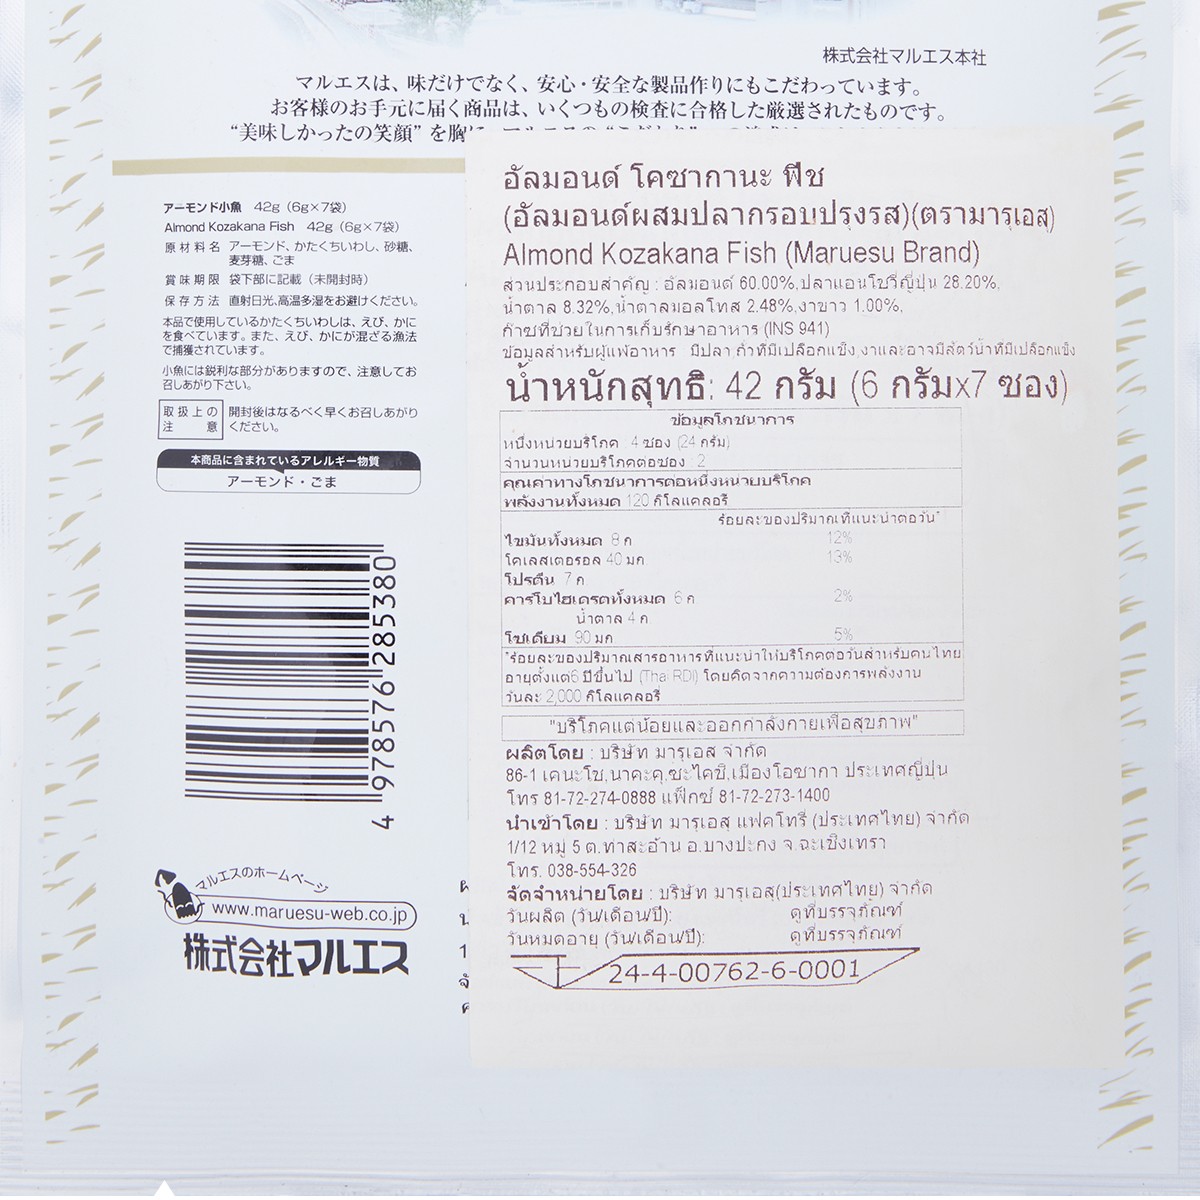 株式会社マルエス本社
マルエスは、味だけでなく、安心・安全な製品作りにもこだわっています。
お客様のお手元に届く商品は、いくつもの検査に合格した厳選されたものです。
“美味しかったの笑顔” を胸に
アーモンド小魚 42g（6g×7袋）
Almond Kozakana Fish 42g（6g×7袋）
原材料名 アーモンド、かたくちいわし、砂糖、
麦芽糖、ごま
賞味期限 袋下部に記載（未開封時）
保存方法 直射日光、高温多湿をお避けください。
本品で使用しているかたくちいわしは、えび、かに
を食べています。また、えび、かにが混ざる漁法
で捕獲されています。
小魚には鋭利な部分がありますので、注意してお
召しあがり下さい。
取扱上の
注意
開封後はなるべく早くお召しあがり
ください。
本商品に含まれているアレルギー物質
アーモンド・ごま
4 978576 285380
マルエスのホームページ
www.maruesu-web.co.jp
株式会社マルエス
อัลมอนด์ โคซากานะ ฟิช
(อัลมอนด์ผสมปลากรอบปรุงรส)(ตรามารุเอส)
Almond Kozakana Fish (Maruesu Brand)
ส่วนประกอบสำคัญ : อัลมอนด์ 60.00%,ปลาแอนโชวี่ญี่ปุ่น 28.20%,
น้ำตาล 8.32%,น้ำตาลมอลโทส 2.48%,งาขาว 1.00%,
ก๊าซที่ช่วยในการเก็บรักษาอาหาร (INS 941)
ข้อมูลสำหรับผู้แพ้อาหาร มีปลา ถั่วที่มีเปลือกแข็ง,งาและอาจมีสัตว์น้ำที่มีเปลือกแข็ง
น้ำหนักสุทธิ: 42 กรัม (6 กรัมx7 ซอง)
ข้อมูลโภชนาการ
หนึ่งหน่วยบริโภค 4 ซอง (24 กรัม)
จำนวนหน่วยบริโภคต่อซอง : 2
คุณค่าทางโภชนาการต่อหนึ่งหน่วยบริโภค
พลังงานทั้งหมด 120 กิโลแคลอรี
ร้อยละของปริมาณที่แนะนำต่อวัน*
ไขมันทั้งหมด 8 ก 12%
โคเลสเตอรอล 40 มก 13%
โปรตีน 7 ก
คาร์โบไฮเดรตทั้งหมด 6 ก 2%
น้ำตาล 4 ก
โซเดียม 90 มก 5%
*ร้อยละของปริมาณสารอาหารที่แนะนำให้บริโภคต่อวันสำหรับคนไทย
อายุตั้งแต่6 ปีขึ้นไป (Thai RDI) โดยคิดจากความต้องการพลังงาน
วันละ 2,000 กิโลแคลอรี
"บริโภคแต่น้อยและออกกำลังกายเพื่อสุขภาพ"
ผลิตโดย : บริษัท มารุเอส จำกัด
86-1 เคนะโช,นาคะคุ,ซะไคชิ,เมืองโอซากา ประเทศญี่ปุ่น
โทร 81-72-274-0888 แฟ็กซ์ 81-72-273-1400
นำเข้าโดย : บริษัท มารุเอสุ แฟคโทรี่ (ประเทศไทย) จำกัด
1/12 หมู่ 5 ต.ท่าสะอ้าน อ.บางปะกง จ.ฉะเชิงเทรา
โทร. 038-554-326
จัดจำหน่ายโดย : บริษัท มารุเอสุ(ประเทศไทย) จำกัด
วันผลิต (วัน/เดือน/ปี): ดูที่บรรจุภัณฑ์
วันหมดอายุ (วัน/เดือน/ปี): ดูที่บรรจุภัณฑ์
24-4-00762-6-0001